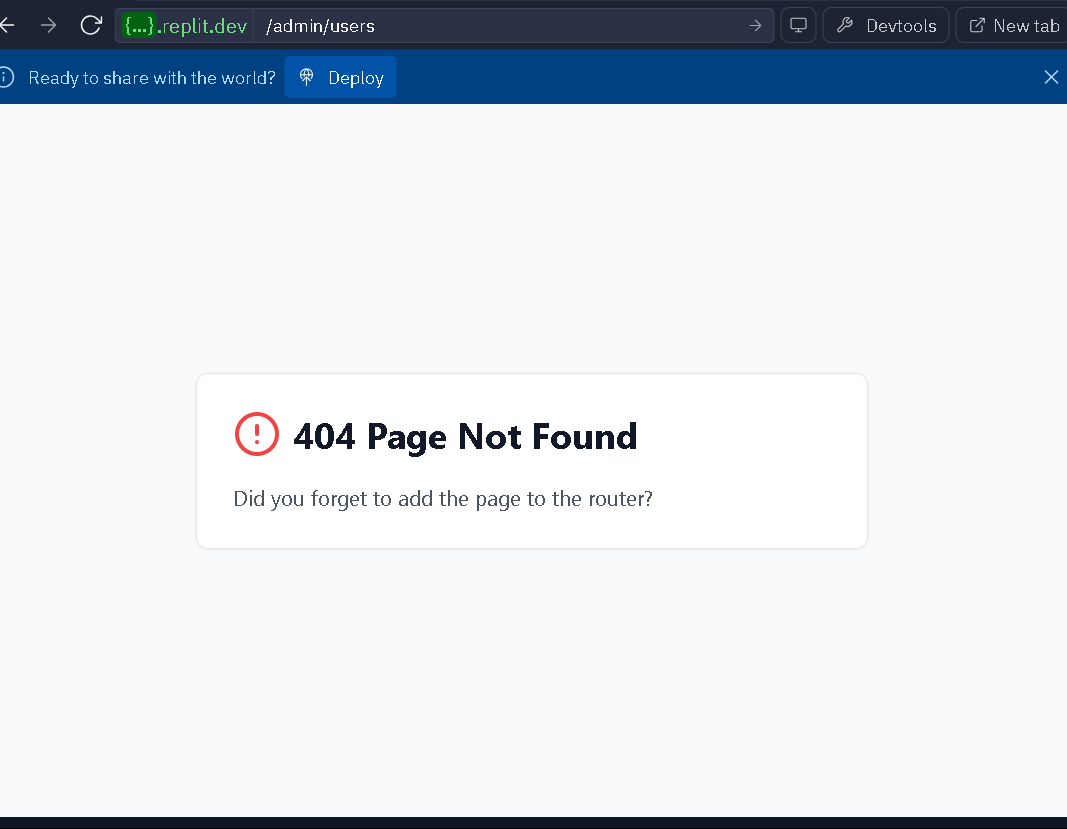 {...}.replit.dev /admin/users Devtools New tab
Ready to share with the world? Deploy
404 Page Not Found
Did you forget to add the page to the router?